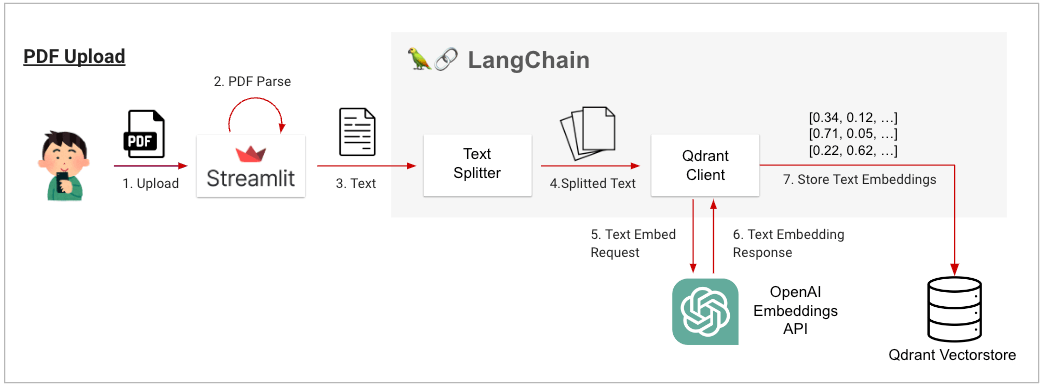 PDF Upload
🦜🔗 LangChain
2. PDF Parse
PDF
Streamlit
1. Upload
3. Text
Text
Splitter
4.Splitted Text
Qdrant
Client
[0.34, 0.12, …]
[0.71, 0.05, …]
[0.22, 0.62, …]
7. Store Text Embeddings
5. Text Embed
Request
6. Text Embedding
Response
OpenAI
Embeddings
API
Qdrant Vectorstore